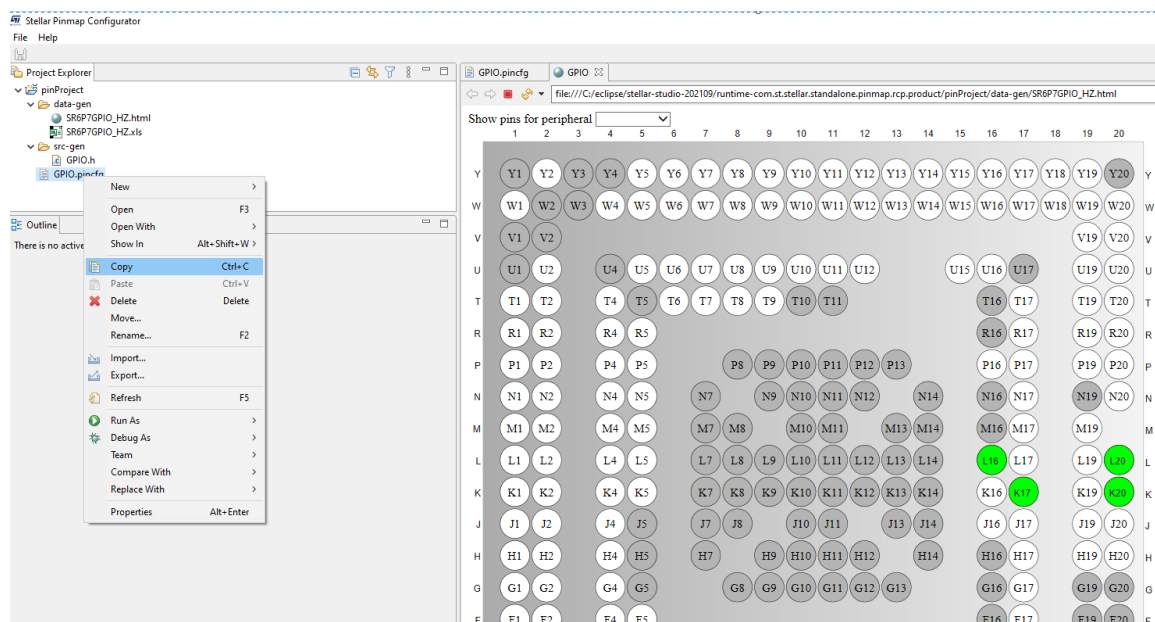 Stellar Pinmap Configurator
File Help
Project Explorer
pinProject
data-gen
SR6P7GPIO_HZ.html
SR6P7GPIO_HZ.xls
src-gen
GPIO.h
GPIO.pincfg
Outline
There is no active
New
Open F3
Open With
Show In Alt+Shift+W
Copy Ctrl+C
Paste Ctrl+V
Delete Delete
Move...
Rename... F2
Import...
Export...
Refresh F5
Run As
Debug As
Team
Compare With
Replace With
Properties Alt+Enter
GPIO.pincfg GPIO
file:///C:/eclipse/stellar-studio-202109/runtime-com.st.stellar.standalone.pinmap.rcp.product/pinProject/data-gen/SR6P7GPIO_HZ.html
Show pins for peripheral
1 2 3 4 5 6 7 8 9 10 11 12 13 14 15 16 17 18 19 20
Y Y1 Y2 Y3 Y4 Y5 Y6 Y7 Y8 Y9 Y10 Y11 Y12 Y13 Y14 Y15 Y16 Y17 Y18 Y19 Y20 Y
W W1 W2 W3 W4 W5 W6 W7 W8 W9 W10 W11 W12 W13 W14 W15 W16 W17 W18 W19 W20 W
V V1 V2 V19 V20 V
U U1 U2 U4 U5 U6 U7 U8 U9 U10 U11 U12 U15 U16 U17 U19 U20 U
T T1 T2 T4 T5 T6 T7 T8 T9 T10 T11 T16 T17 T19 T20 T
R R1 R2 R4 R5 R16 R17 R19 R20 R
P P1 P2 P4 P5 P8 P9 P10 P11 P12 P13 P16 P17 P19 P20 P
N N1 N2 N4 N5 N7 N9 N10 N11 N12 N14 N16 N17 N19 N20 N
M M1 M2 M4 M5 M7 M8 M10 M11 M13 M14 M16 M17 M19 M
L L1 L2 L4 L5 L7 L8 L9 L10 L11 L12 L13 L14 L16 L17 L19 L20 L
K K1 K2 K4 K5 K7 K8 K9 K10 K11 K12 K13 K14 K16 K17 K19 K20 K
J J1 J2 J4 J5 J7 J8 J10 J11 J13 J14 J16 J17 J19 J20 J
H H1 H2 H4 H5 H7 H9 H10 H11 H12 H14 H16 H17 H19 H20 H
G G1 G2 G4 G5 G8 G9 G10 G11 G12 G13 G16 G17 G19 G20 G
F1 F2 F4 F5 F16 F17 F19 F20